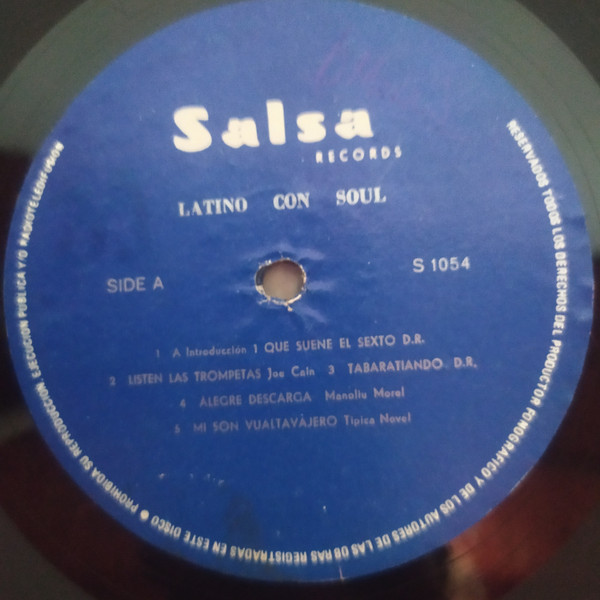 Salsa
RECORDS
LATINO CON SOUL
SIDE A
S 1054
1 A Introducción 1 QUE SUENE EL SEXTO D.R.
2 LISTEN LAS TROMPETAS Joe Cain 3 TABARATIANDO D.R.
4 ALEGRE DESCARGA Manolin Morel
5 MI SON VUALTAVAJERO Tipica Novel
RESERVADOS TODOS LOS DERECHOS DEL PRODUCTOR FONOGRAFICO Y DE LOS AUTORES DE LAS OBRAS REGISTRADAS EN ESTE DISCO ● PROHIBIDA SU REPRODUCCION, EJECUCION PUBLICA Y/O RADIOTELEDIFUSION